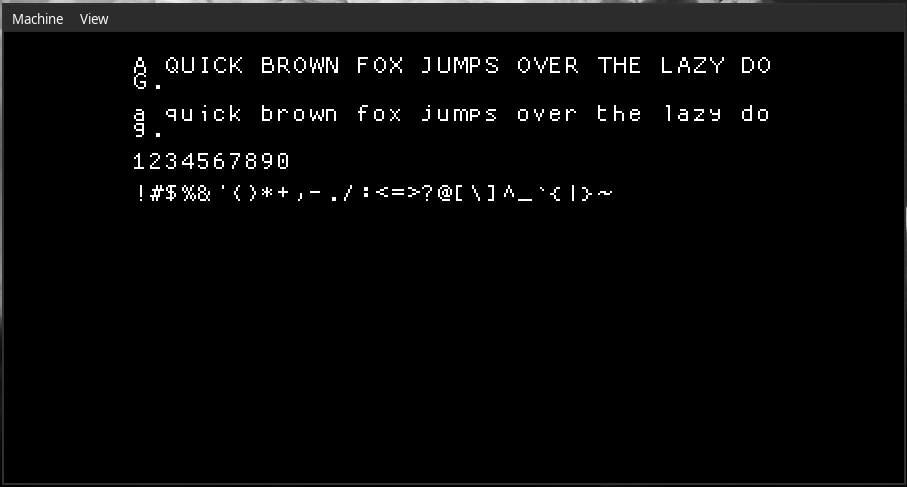 Machine View
A QUICK BROWN FOX JUMPS OVER THE LAZY DO
G.
a quick brown fox jumps over the lazy do
g.
1234567890
!#$%&'()*+,-./:<=>?@[\]^_`{|}~